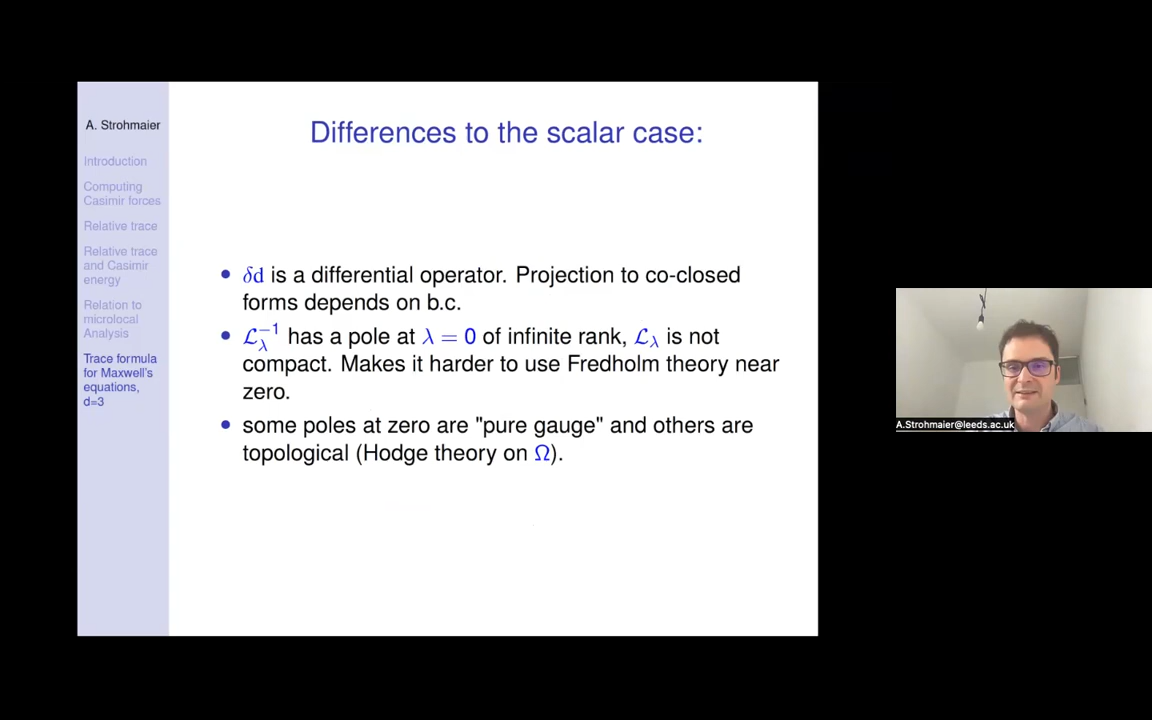 A. Strohmaier
Introduction
Computing
Casimir forces
Relative trace
Relative trace
and Casimir
energy
Relation to
microlocal
Analysis
Trace formula
for Maxwell's
equations,
d=3
Differences to the scalar case:
• δd is a differential operator. Projection to co-closed
forms depends on b.c.
• ℒ_λ^{−1} has a pole at λ = 0 of infinite rank, ℒ_λ is not
compact. Makes it harder to use Fredholm theory near
zero.
• some poles at zero are "pure gauge" and others are
topological (Hodge theory on Ω).
A.Strohmaier@leeds.ac.uk